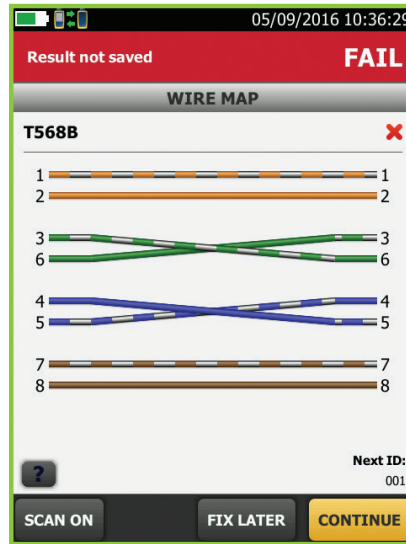 05/09/2016 10:36:29
Result not saved FAIL
WIRE MAP
T568B
1 1
2 2
3 3
6 6
4 4
5 5
7 7
8 8
?
Next ID:
001
SCAN ON FIX LATER CONTINUE